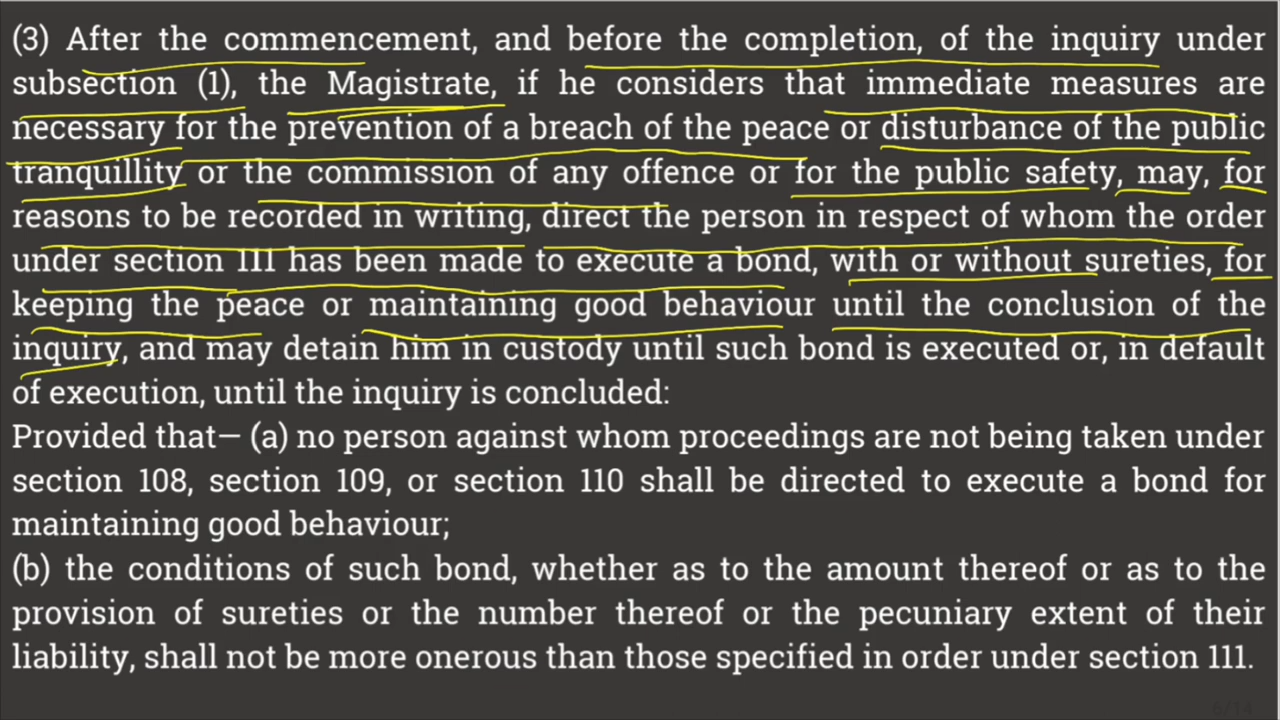 (3) After the commencement, and before the completion, of the inquiry under
subsection (1), the Magistrate, if he considers that immediate measures are
necessary for the prevention of a breach of the peace or disturbance of the public
tranquillity or the commission of any offence or for the public safety, may, for
reasons to be recorded in writing, direct the person in respect of whom the order
under section 111 has been made to execute a bond, with or without sureties, for
keeping the peace or maintaining good behaviour until the conclusion of the
inquiry, and may detain him in custody until such bond is executed or, in default
of execution, until the inquiry is concluded:
Provided that— (a) no person against whom proceedings are not being taken under
section 108, section 109, or section 110 shall be directed to execute a bond for
maintaining good behaviour;
(b) the conditions of such bond, whether as to the amount thereof or as to the
provision of sureties or the number thereof or the pecuniary extent of their
liability, shall not be more onerous than those specified in order under section 111.
6/14